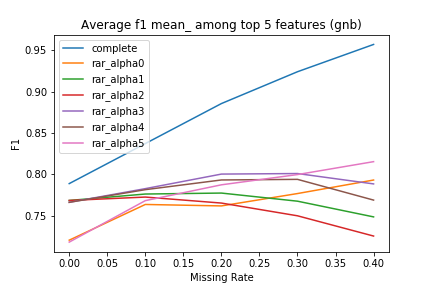 Average f1 mean_ among top 5 features (gnb)
complete
rar_alpha0
rar_alpha1
rar_alpha2
rar_alpha3
rar_alpha4
rar_alpha5
F1
0.95
0.90
0.85
0.80
0.75
0.00 0.05 0.10 0.15 0.20 0.25 0.30 0.35 0.40
Missing Rate